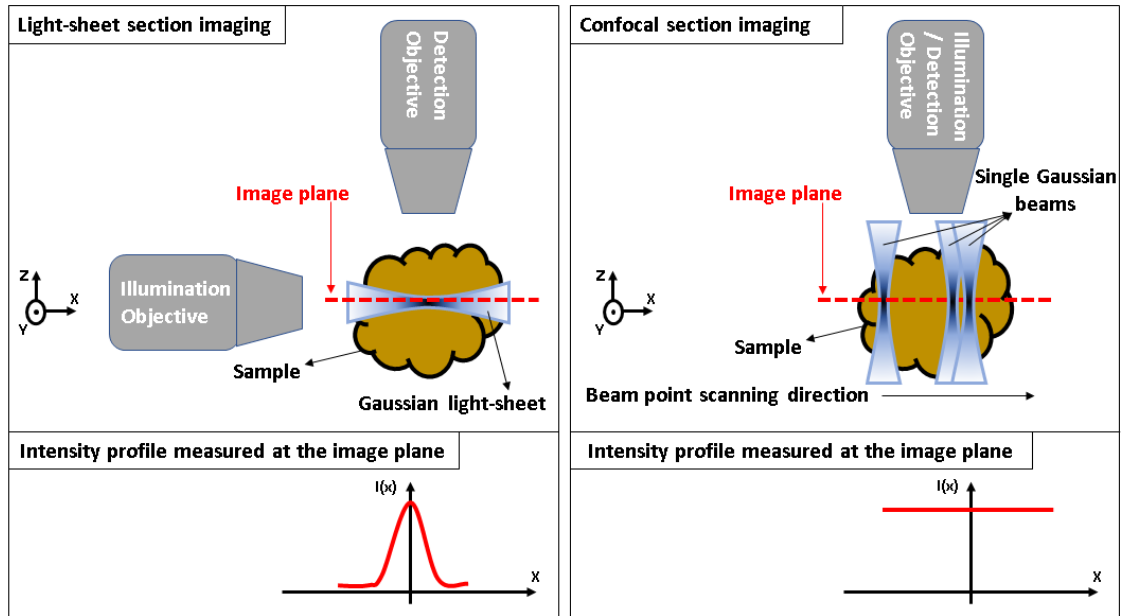 Light-sheet section imaging
Detection
Objective
Image plane
Z
X
Y
Illumination
Objective
Sample
Gaussian light-sheet
Intensity profile measured at the image plane
I(x)
X
Confocal section imaging
Illumination
/ Detection
Objective
Single Gaussian
beams
Image plane
Z
X
Y
Sample
Beam point scanning direction
Intensity profile measured at the image plane
I(x)
X